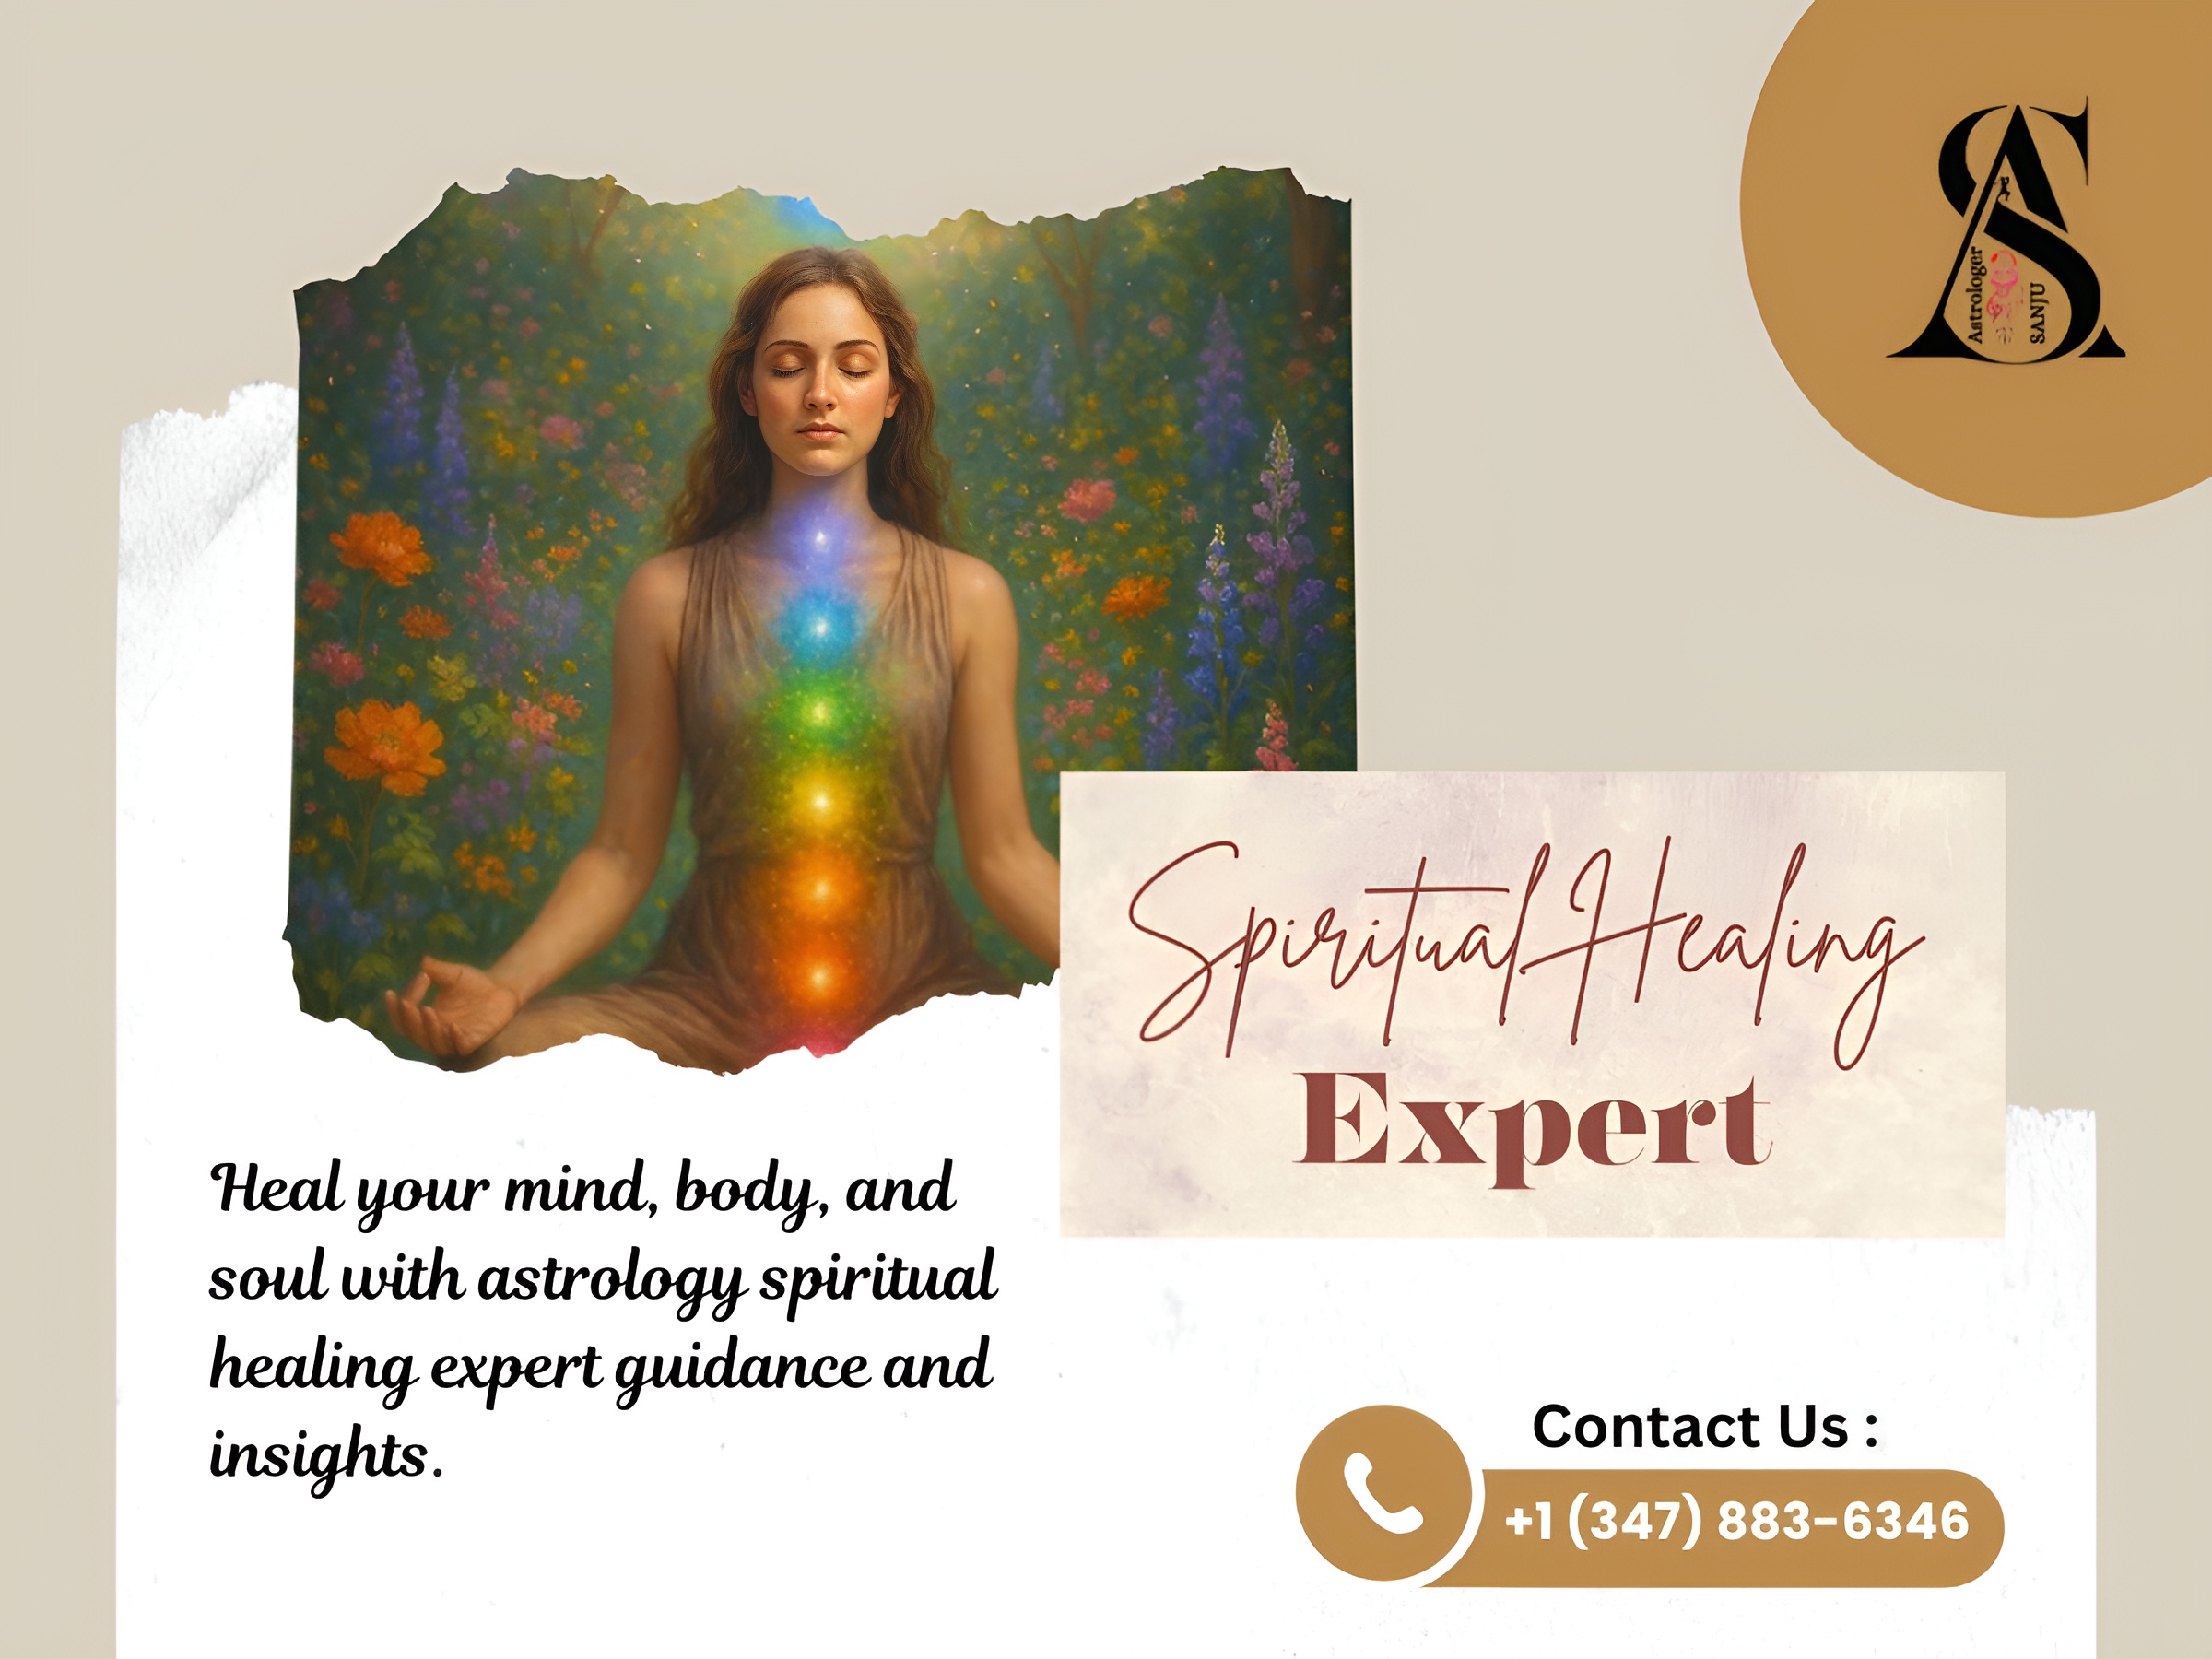 Astrologer
SANJU
Spiritual Healing
Expert
Heal your mind, body, and
soul with astrology spiritual
healing expert guidance and
insights.
Contact Us :
+1 (347) 883-6346